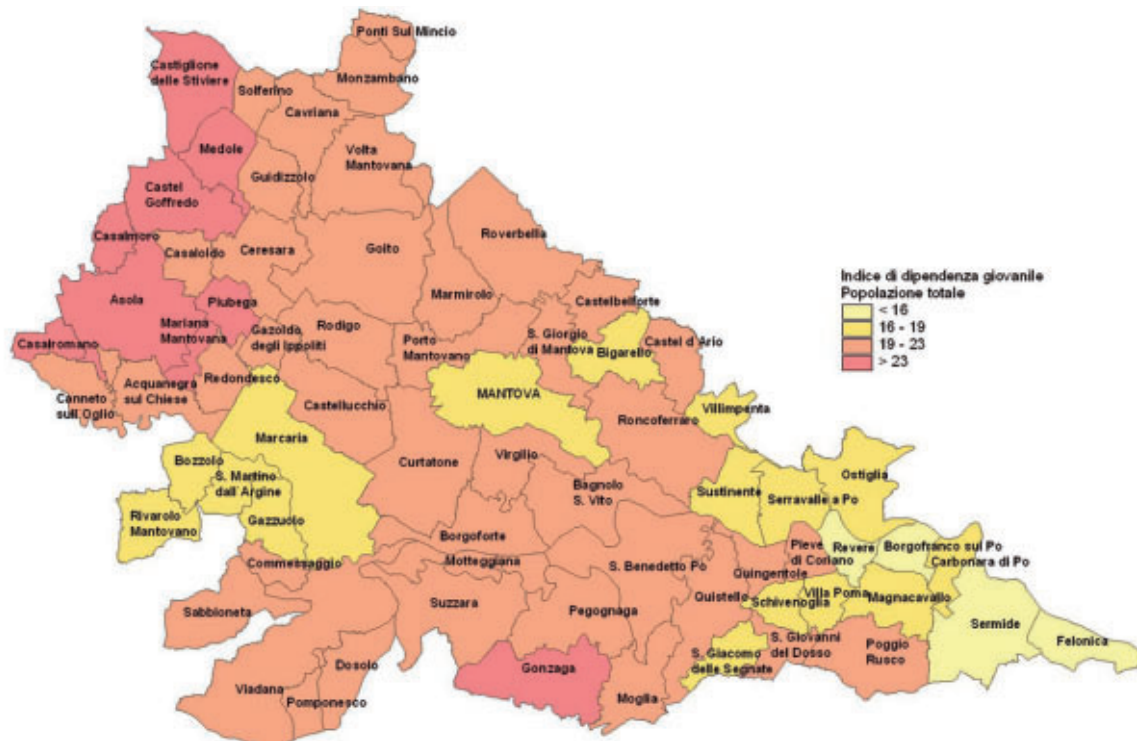 Ponti Sul Mincio
Castiglione
delle Stiviere
Monzambano
Solferino
Cavriana
Medole
Volta
Mantovana
Guidizzolo
Castel
Goffredo
Casalmoro
Casaloldo
Ceresara
Goito
Roverbella
Asola
Piubega
Marmirolo
Castelbelforte
Mariana
Mantovana
Gazoldo
degli Ippoliti
Rodigo
Porto
Mantovano
S. Giorgio
di Mantova
Bigarello
Castel d'Ario
Casalromano
Canneto
sull'Oglio
Acquanegra
sul Chiese
Redondesco
Castellucchio
MANTOVA
Roncoferraro
Villimpenta
Marcaria
Bozzolo
S. Martino
dall'Argine
Curtatone
Virgilio
Bagnolo
S. Vito
Sustinente
Serravalle a Po
Ostiglia
Rivarolo
Mantovano
Gazzuolo
Borgoforte
Commessaggio
Motteggiana
S. Benedetto Po
Quingentole
Pieve
di Coriano
Revere
Borgofranco sul Po
Carbonara di Po
Sabbioneta
Suzzara
Pegognaga
Quistello
Schivenoglia
Villa Poma
Magnacavallo
Sermide
Felonica
Viadana
Pomponesco
Dosolo
Gonzaga
Moglia
S. Giacomo
delle Segnate
S. Giovanni
del Dosso
Poggio
Rusco
Indice di dipendenza giovanile
Popolazione totale
< 16
16 - 19
19 - 23
> 23